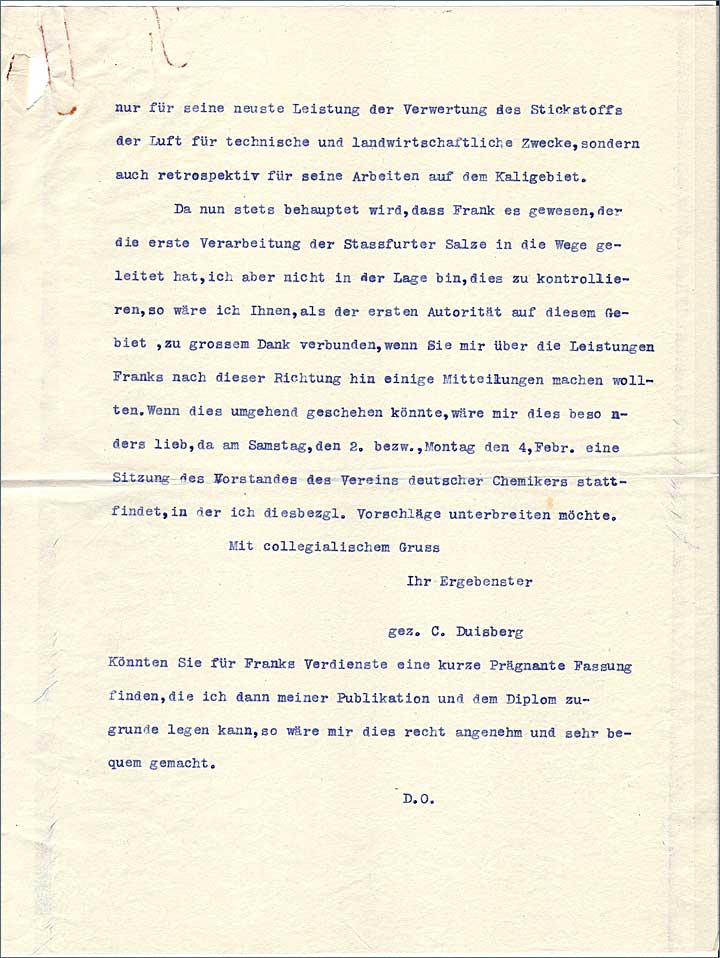 nur für seine neuste Leistung der Verwertung des Stickstoffs
der Luft für technische und landwirtschaftliche Zwecke,sondern
auch retrospektiv für seine Arbeiten auf dem Kaligebiet.
Da nun stets behauptet wird,dass Frank es gewesen,der
die erste Verarbeitung der Stassfurter Salze in die Wege ge-
leitet hat,ich aber nicht in der Lage bin,dies zu kontrollie-
ren,so wäre ich Ihnen,als der ersten Autorität auf diesem Ge-
biet ,zu grossem Dank verbunden,wenn Sie mir über die Leistungen
Franks nach dieser Richtung hin einige Mitteilungen machen woll-
ten.Wenn dies umgehend geschehen könnte,wäre mir dies beso n-
ders lieb,da am Samstag,den 2. bezw.,Montag den 4,Febr. eine
Sitzung des Vorstandes des Vereins deutscher Chemikers statt-
findet,in der ich diesbezgl. Vorschläge unterbreiten möchte.
Mit collegialischem Gruss
Ihr Ergebenster
gez. C. Duisberg
Könnten Sie für Franks Verdienste eine kurze Prägnante Fassung
finden,die ich dann meiner Publikation und dem Diplom zu-
grunde legen kann,so wäre mir dies recht angenehm und sehr be-
quem gemacht.
D.O.